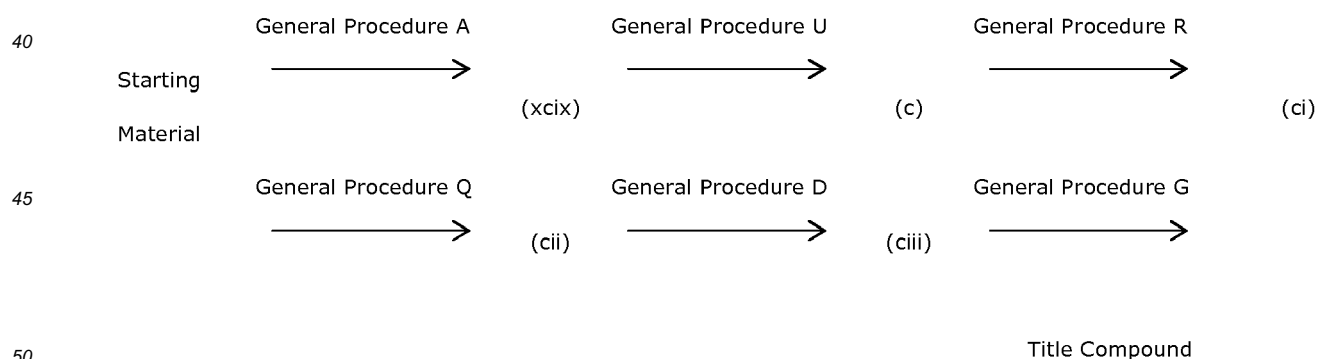 General Procedure A General Procedure U General Procedure R
40
Starting
Material
(xcix) (c) (ci)
General Procedure Q General Procedure D General Procedure G
45
(cii) (ciii)
Title Compound
50